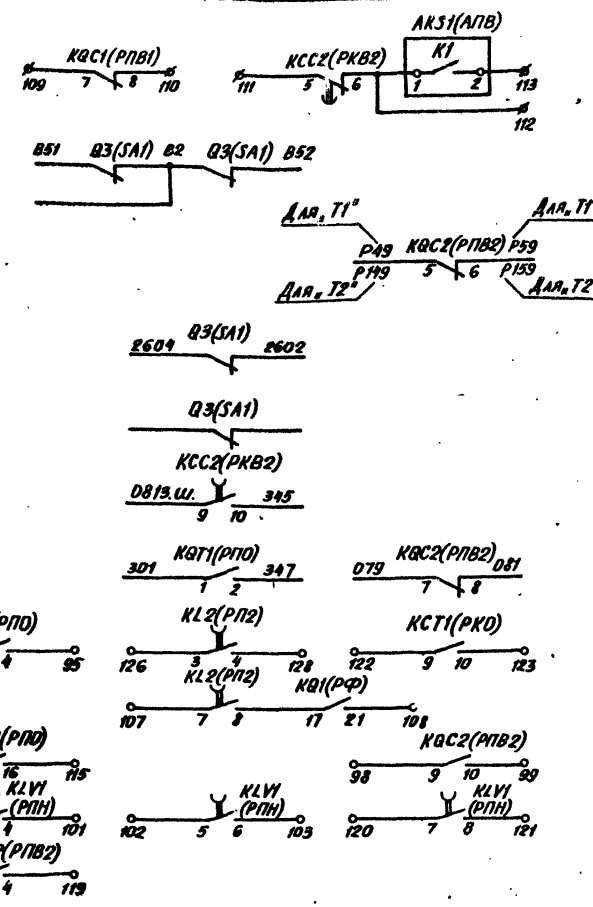 AKS1(АПВ)
KQC1(РПВ1) KCC2(РКВ2) K1
109 7 8 110 111 5 6 1 2 113
112
B51 Q3(SA1) B2 Q3(SA1) B52
Для „T1" Для „T1
P49 KQC2(РПВ2) P59
P149 5 6 P159
Для „T2" Для „T2
Q3(SA1)
2604 2602
Q3(SA1)
KCC2(РКВ2)
D813.Ш. 345
9 10
KQT1(РПО) KQC2(РПВ2)
301 1 2 347 079 7 8 081
(РПО) KL2(РП2) KCT1(РКО)
4 95 126 3 4 128 122 9 10 123
KL2(РП2) KQ1(РФ)
107 7 8 17 21 108
(РПО) KQC2(РПВ2)
16 115 98 9 10 99
KLV1 KLV1 KLV1
(РПН) (РПН) (РПН)
4 101 102 5 6 103 120 7 8 121
(РПВ2)
4 119